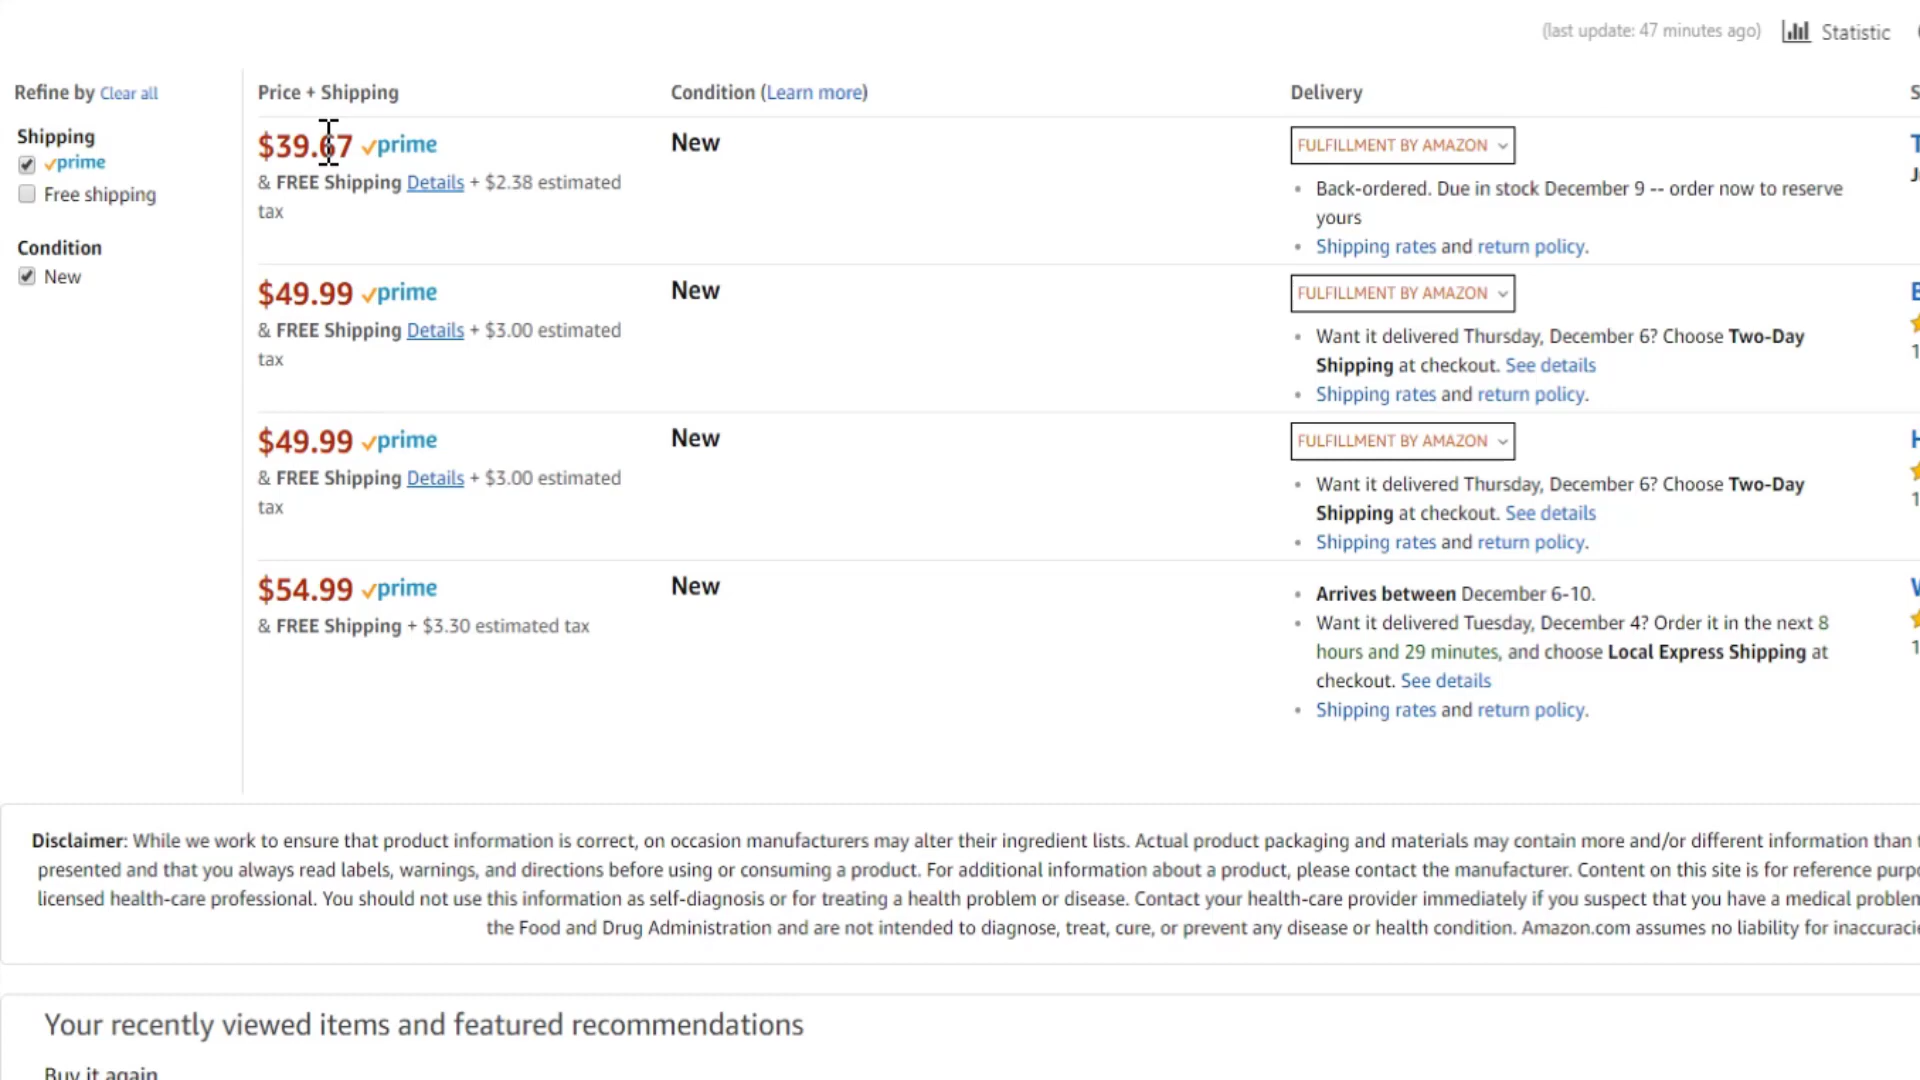 (last update: 47 minutes ago) Statistic
Refine by Clear all
Price + Shipping
Condition (Learn more)
Delivery
Shipping
prime
Free shipping
Condition
New
$39.67 prime
& FREE Shipping Details + $2.38 estimated
tax
New
FULFILLMENT BY AMAZON
Back-ordered. Due in stock December 9 -- order now to reserve
yours
Shipping rates and return policy.
$49.99 prime
& FREE Shipping Details + $3.00 estimated
tax
New
FULFILLMENT BY AMAZON
Want it delivered Thursday, December 6? Choose Two-Day
Shipping at checkout. See details
Shipping rates and return policy.
$49.99 prime
& FREE Shipping Details + $3.00 estimated
tax
New
FULFILLMENT BY AMAZON
Want it delivered Thursday, December 6? Choose Two-Day
Shipping at checkout. See details
Shipping rates and return policy.
$54.99 prime
& FREE Shipping + $3.30 estimated tax
New
Arrives between December 6-10.
Want it delivered Tuesday, December 4? Order it in the next 8
hours and 29 minutes, and choose Local Express Shipping at
checkout. See details
Shipping rates and return policy.
Disclaimer: While we work to ensure that product information is correct, on occasion manufacturers may alter their ingredient lists. Actual product packaging and materials may contain more and/or different information than
presented and that you always read labels, warnings, and directions before using or consuming a product. For additional information about a product, please contact the manufacturer. Content on this site is for reference
licensed health-care professional. You should not use this information as self-diagnosis or for treating a health problem or disease. Contact your health-care provider immediately if you suspect that you have a medical
the Food and Drug Administration and are not intended to diagnose, treat, cure, or prevent any disease or health condition. Amazon.com assumes no liability for
Your recently viewed items and featured recommendations
Buy it again